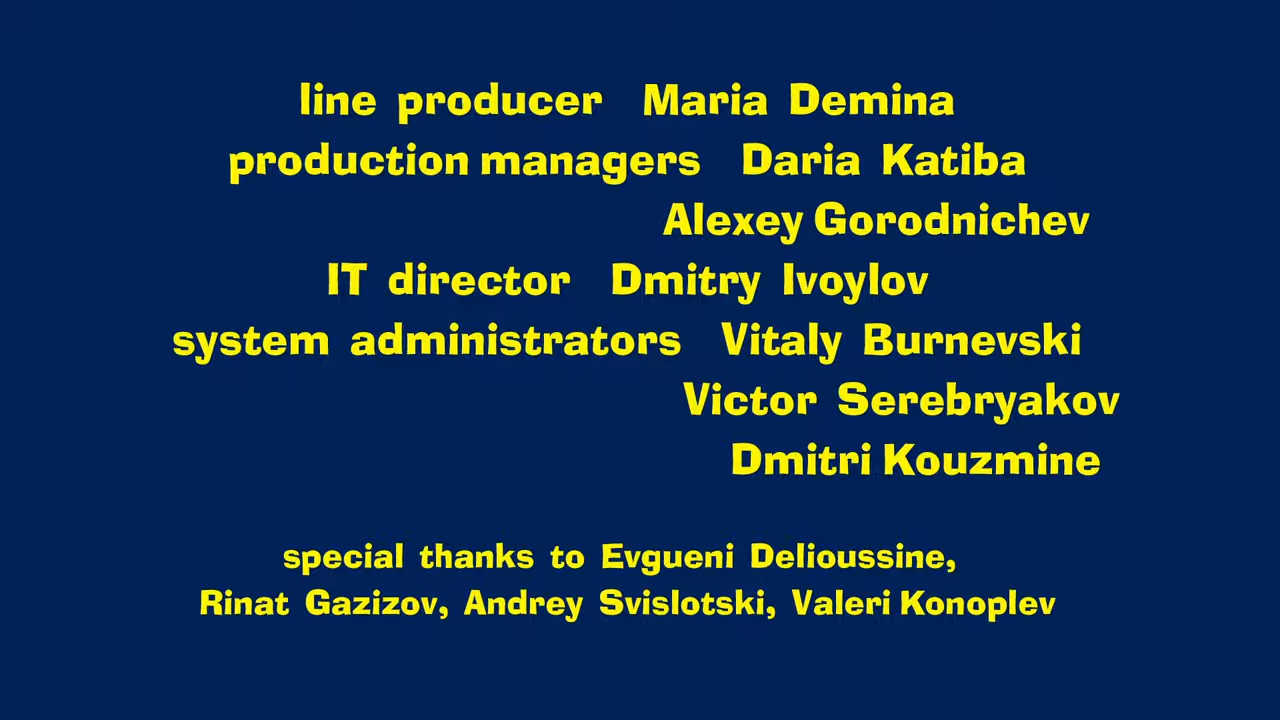 line producer Maria Demina
production managers Daria Katiba
Alexey Gorodnichev
IT director Dmitry Ivoylov
system administrators Vitaly Burnevski
Victor Serebryakov
Dmitri Kouzmine
special thanks to Evgueni Delioussine,
Rinat Gazizov, Andrey Svislotski, Valeri Konoplev